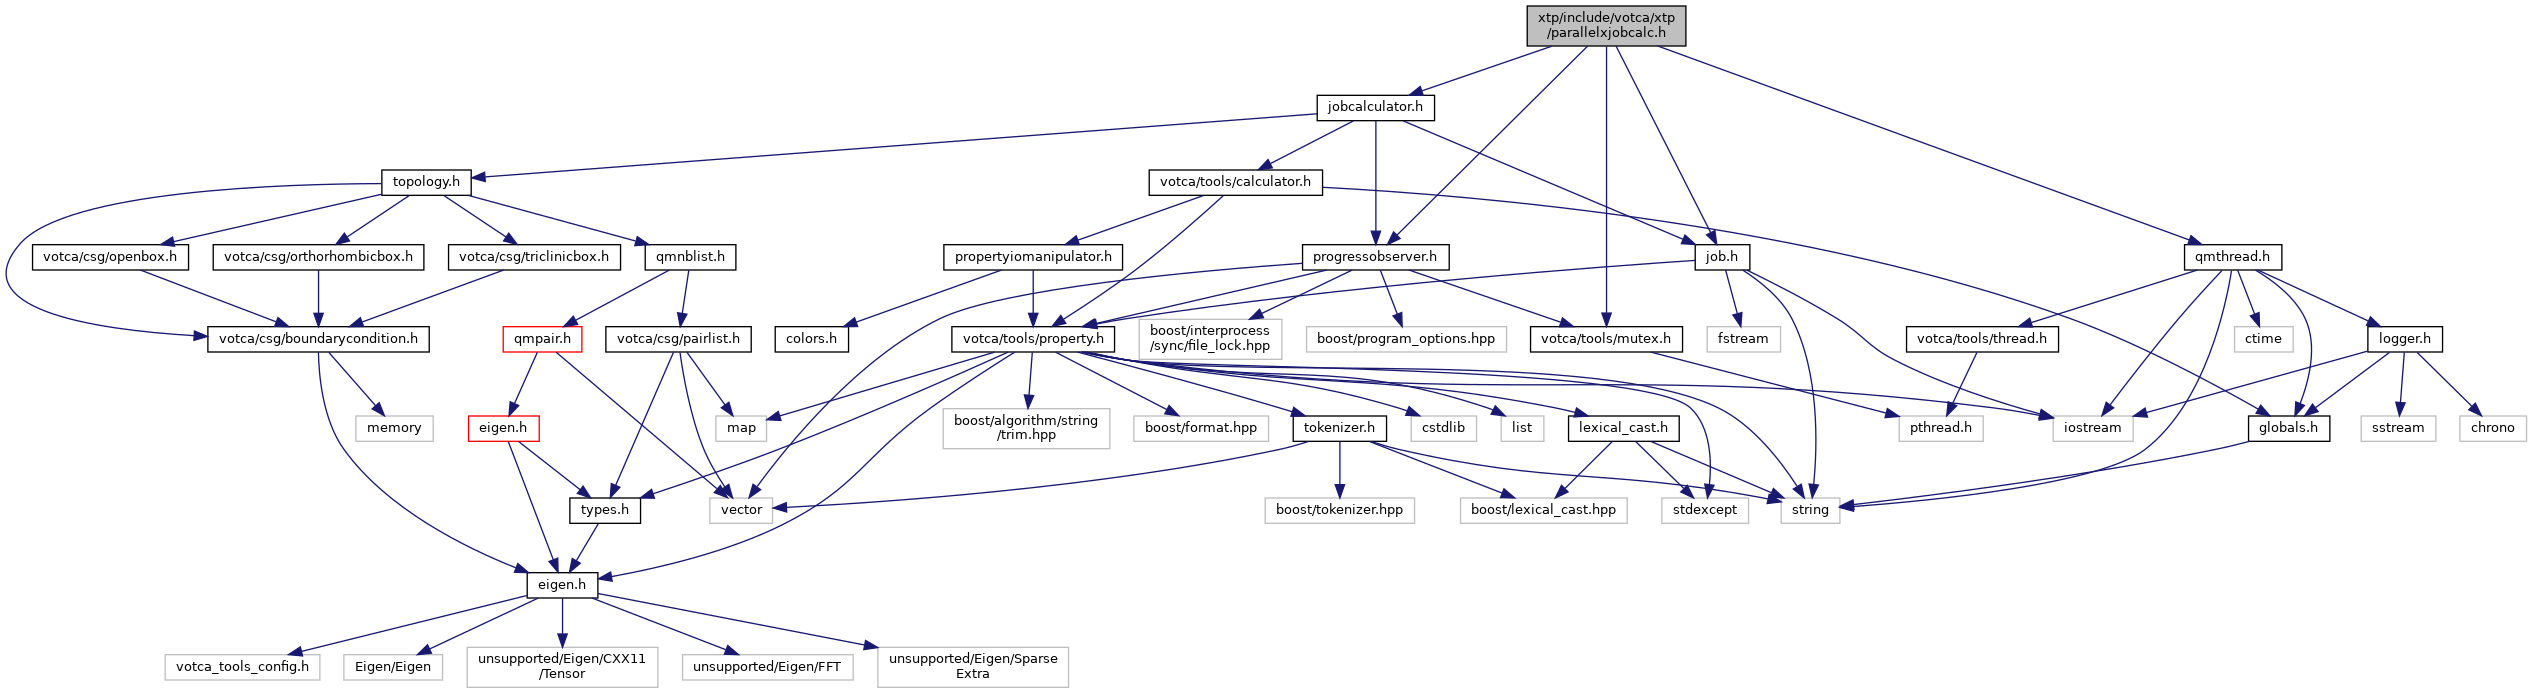 xtp/include/votca/xtp
/parallelxjobcalc.h
jobcalculator.h
topology.h
votca/tools/calculator.h
votca/csg/openbox.h
votca/csg/orthorhombicbox.h
votca/csg/triclinicbox.h
qmnblist.h
propertyiomanipulator.h
progressobserver.h
job.h
qmthread.h
votca/csg/boundarycondition.h
qmpair.h
votca/csg/pairlist.h
colors.h
votca/tools/property.h
boost/interprocess
/sync/file_lock.hpp
boost/program_options.hpp
votca/tools/mutex.h
fstream
votca/tools/thread.h
ctime
logger.h
memory
eigen.h
map
boost/algorithm/string
/trim.hpp
boost/format.hpp
tokenizer.h
cstdlib
list
lexical_cast.h
pthread.h
iostream
globals.h
sstream
chrono
types.h
vector
boost/tokenizer.hpp
boost/lexical_cast.hpp
stdexcept
string
eigen.h
votca_tools_config.h
Eigen/Eigen
unsupported/Eigen/CXX11
/Tensor
unsupported/Eigen/FFT
unsupported/Eigen/Sparse
Extra